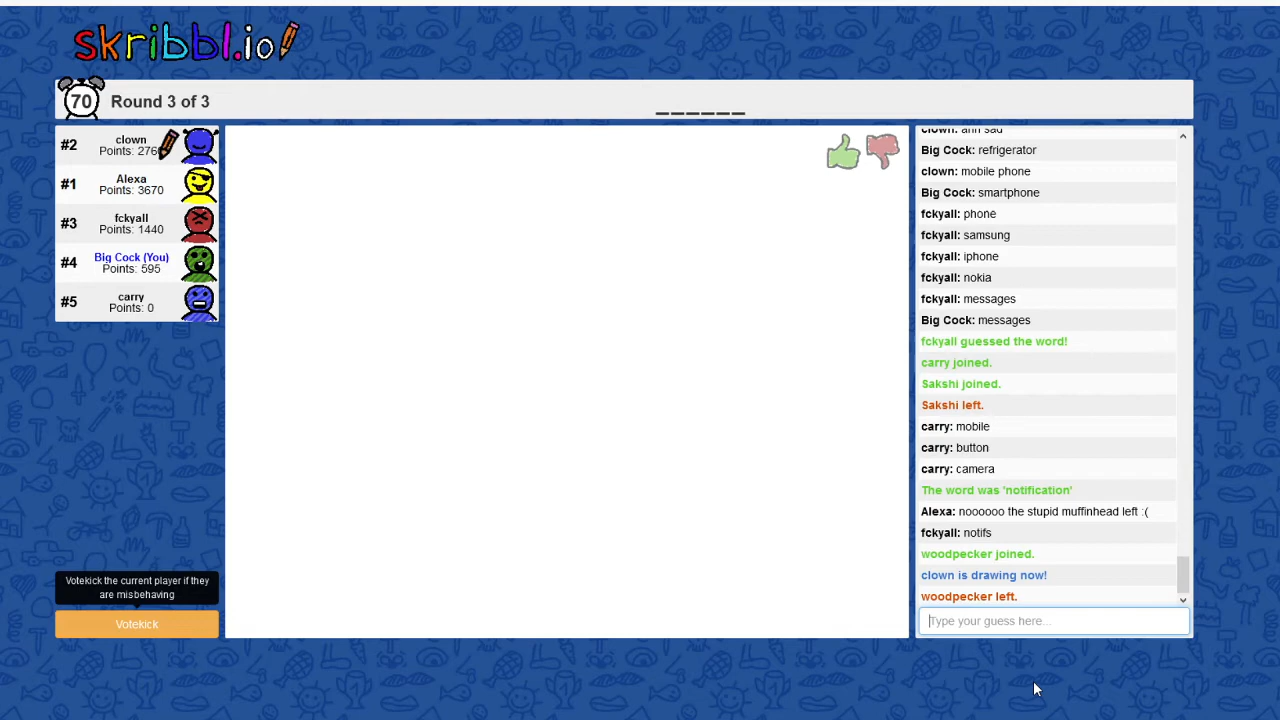 skribbl.io
70
Round 3 of 3
______
#2
clown
Points: 276
#1
Alexa
Points: 3670
#3
fckyall
Points: 1440
#4
Big Cock (You)
Points: 595
#5
carry
Points: 0
Votekick the current player if they
are misbehaving
Votekick
clown: ahh sad
Big Cock: refrigerator
clown: mobile phone
Big Cock: smartphone
fckyall: phone
fckyall: samsung
fckyall: iphone
fckyall: nokia
fckyall: messages
Big Cock: messages
fckyall guessed the word!
carry joined.
Sakshi joined.
Sakshi left.
carry: mobile
carry: button
carry: camera
The word was 'notification'
Alexa: noooooo the stupid muffinhead left :(
fckyall: notifs
woodpecker joined.
clown is drawing now!
woodpecker left.
Type your guess here...